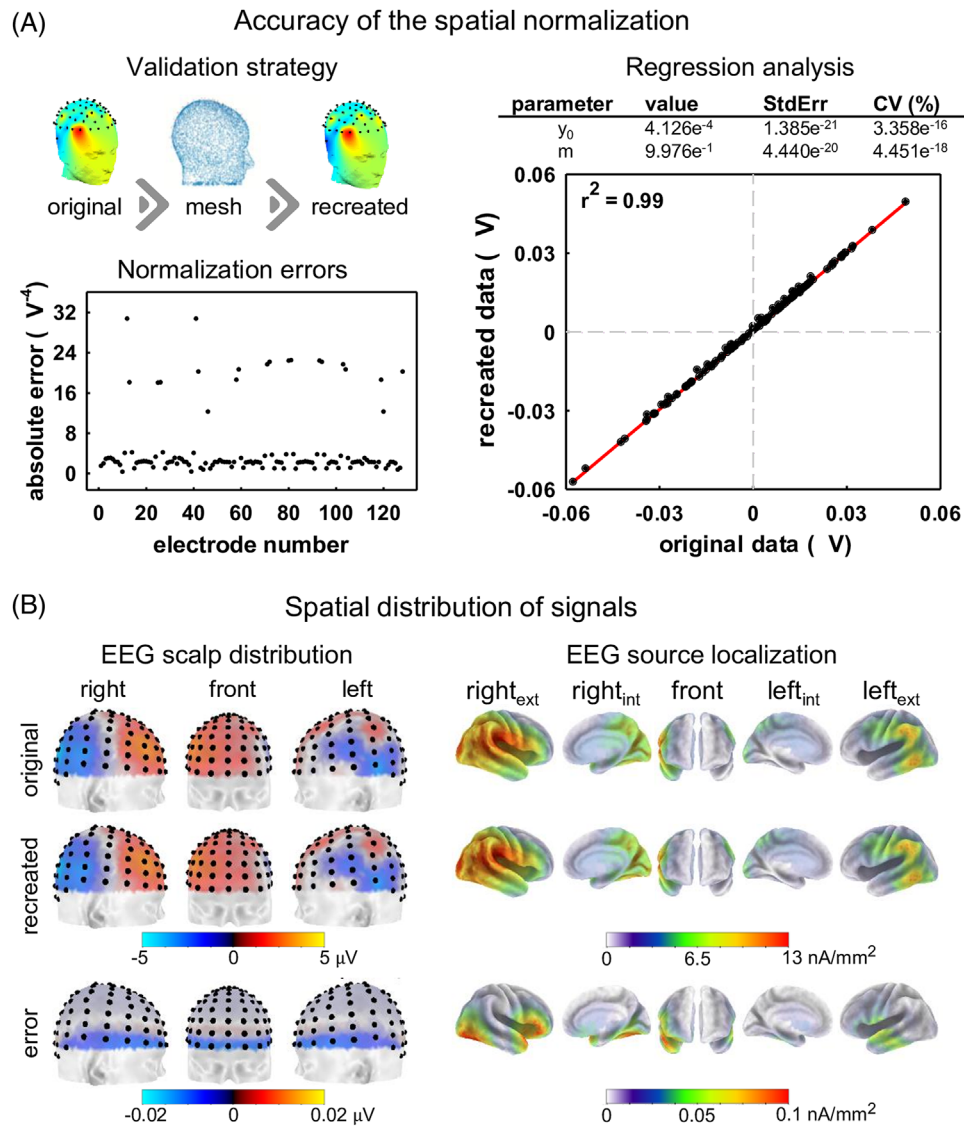 (A) Accuracy of the spatial normalization
Validation strategy
original mesh recreated
Normalization errors
absolute error ( V⁻⁴)
32
24
16
8
0
0 20 40 60 80 100 120
electrode number
Regression analysis
parameter value StdErr CV (%)
y₀ 4.126e⁻⁴ 1.385e⁻²¹ 3.358e⁻¹⁶
m 9.976e⁻¹ 4.440e⁻²⁰ 4.451e⁻¹⁸
r² = 0.99
recreated data ( V)
0.06
0.03
0
-0.03
-0.06
-0.06 -0.03 0 0.03 0.06
original data ( V)
(B) Spatial distribution of signals
EEG scalp distribution
right front left
original
recreated
-5 0 5 µV
error
-0.02 0 0.02 µV
EEG source localization
right_ext right_int front left_int left_ext
0 6.5 13 nA/mm²
0 0.05 0.1 nA/mm²